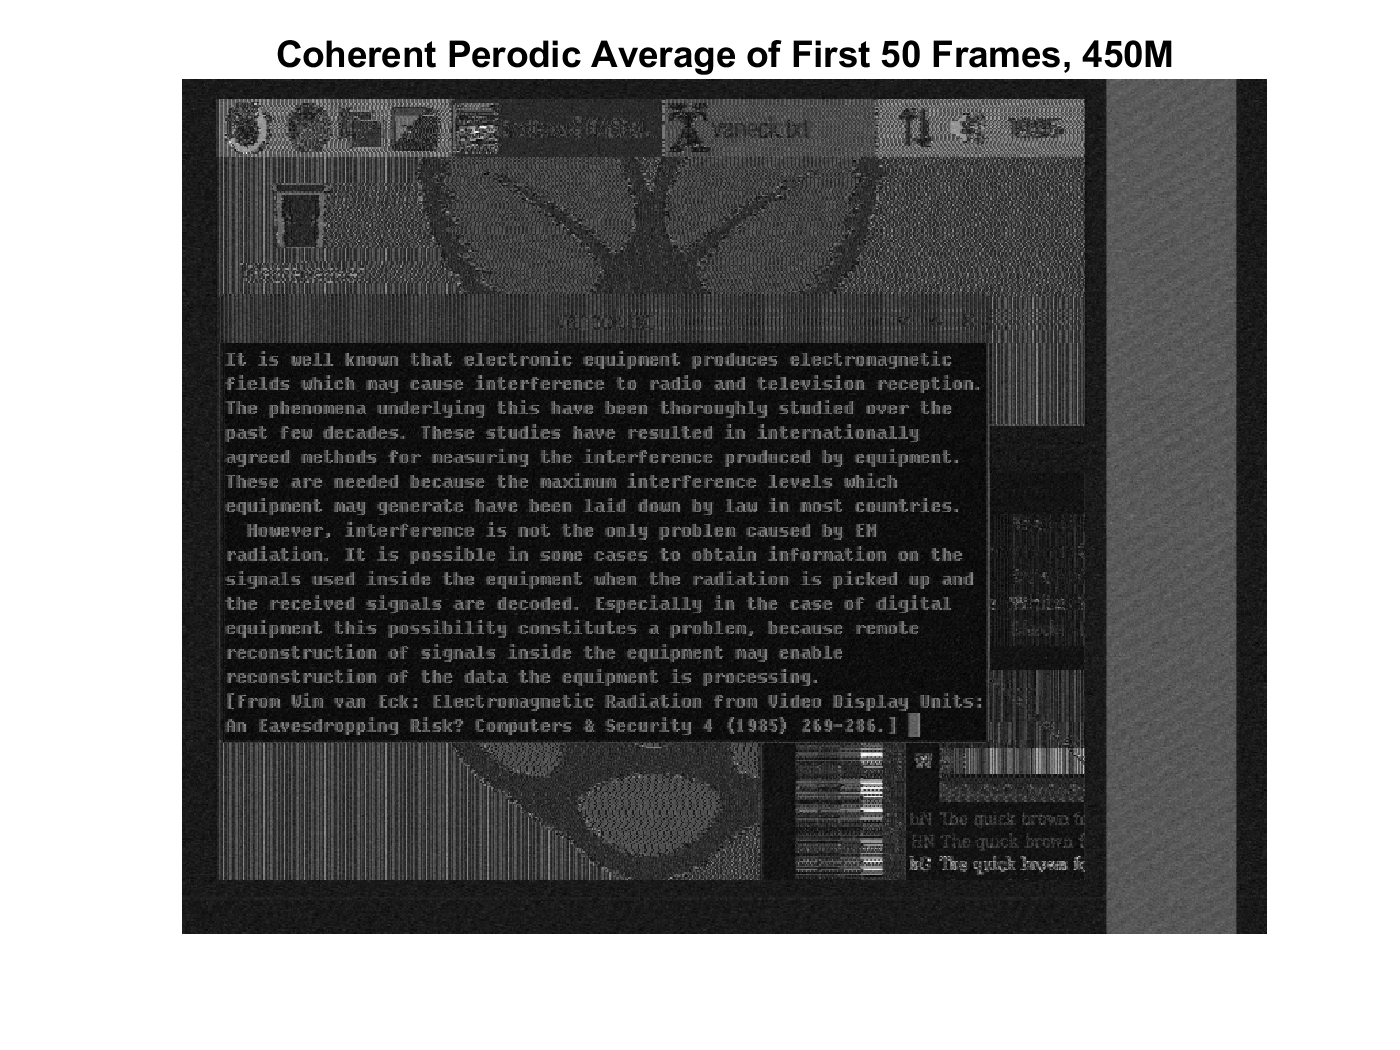 Coherent Perodic Average of First 50 Frames, 450M
vaneck.txt
It is well known that electronic equipment produces electromagnetic
fields which may cause interference to radio and television reception.
The phenomena underlying this have been thoroughly studied over the
past few decades. These studies have resulted in internationally
agreed methods for measuring the interference produced by equipment.
These are needed because the maximum interference levels which
equipment may generate have been laid down by law in most countries.
However, interference is not the only problem caused by EM
radiation. It is possible in some cases to obtain information on the
signals used inside the equipment when the radiation is picked up and
the received signals are decoded. Especially in the case of digital
equipment this possibility constitutes a problem, because remote
reconstruction of signals inside the equipment may enable
reconstruction of the data the equipment is processing.
[From Wim van Eck: Electromagnetic Radiation from Video Display Units:
An Eavesdropping Risk? Computers & Security 4 (1985) 269-286.]
The quick brown
The quick brown f
The quick brown